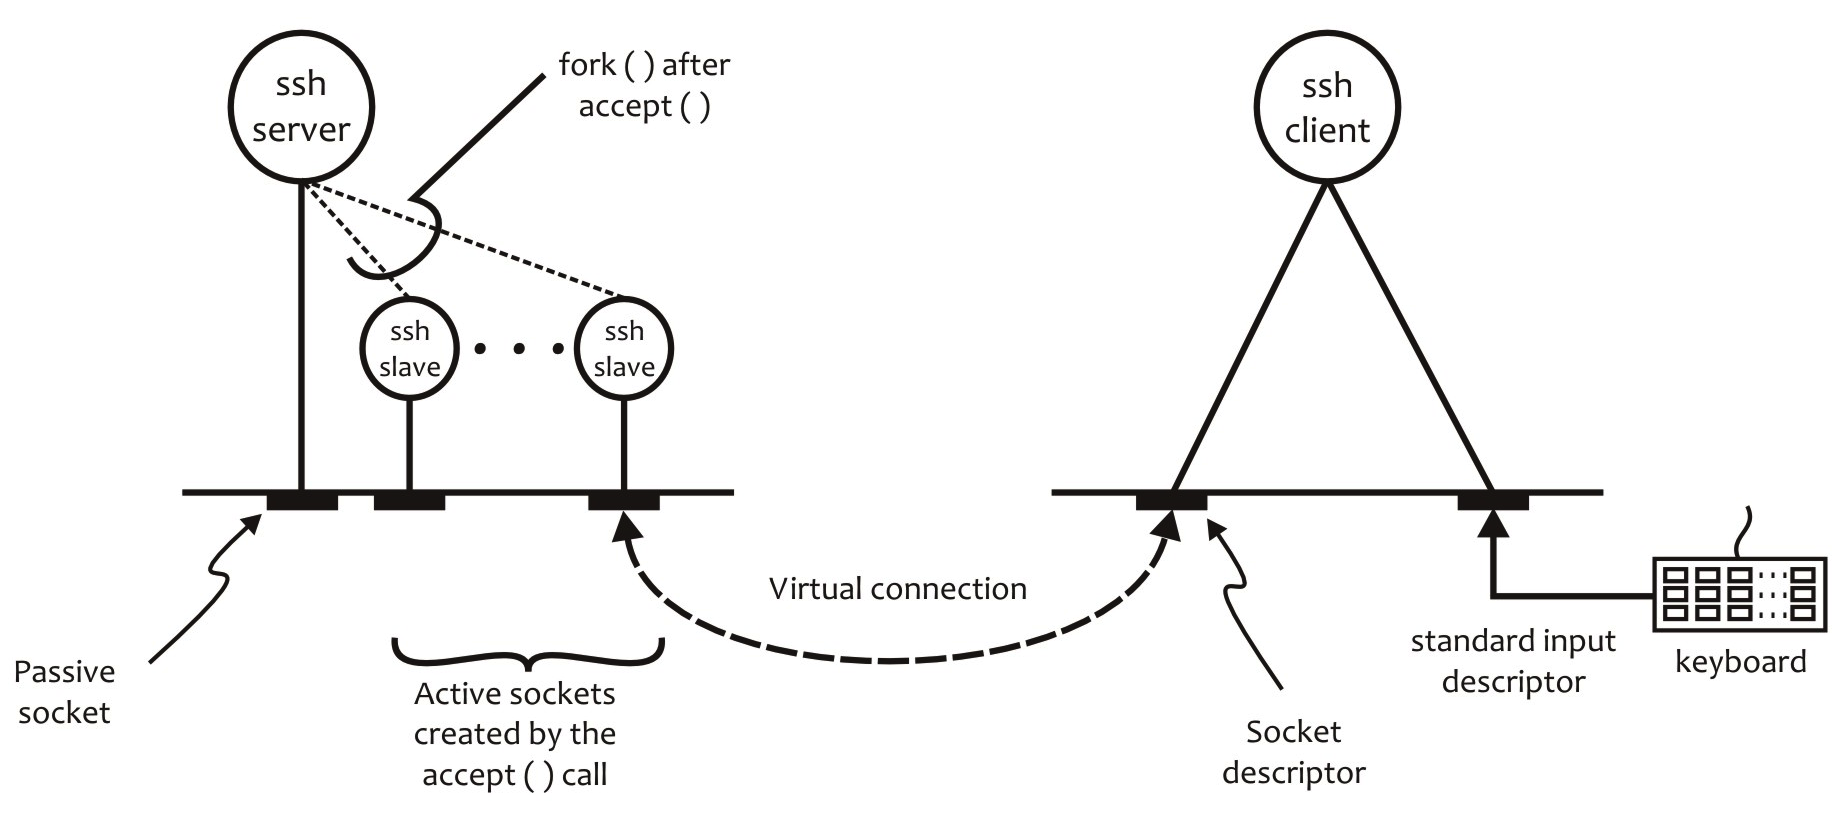 ssh
server
fork ( ) after
accept ( )
ssh
client
ssh
slave
ssh
slave
Virtual connection
Passive
socket
Active sockets
created by the
accept ( ) call
Socket
descriptor
standard input
descriptor
keyboard